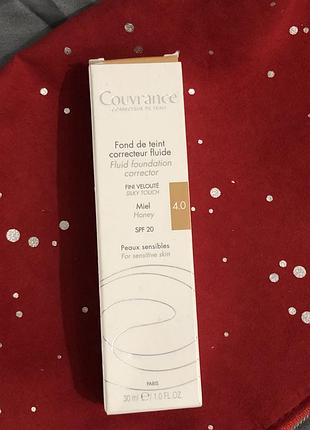 Couvrance
CORRECTEUR DE TEINT
Fond de teint
correcteur fluide
Fluid foundation
corrector
FINI VELOUTÉ
SILKY TOUCH
Miel
Honey
4.0
SPF 20
Peaux sensibles
For sensitive skin
PARIS
30 ml ℮ / 1.0 FL.OZ.